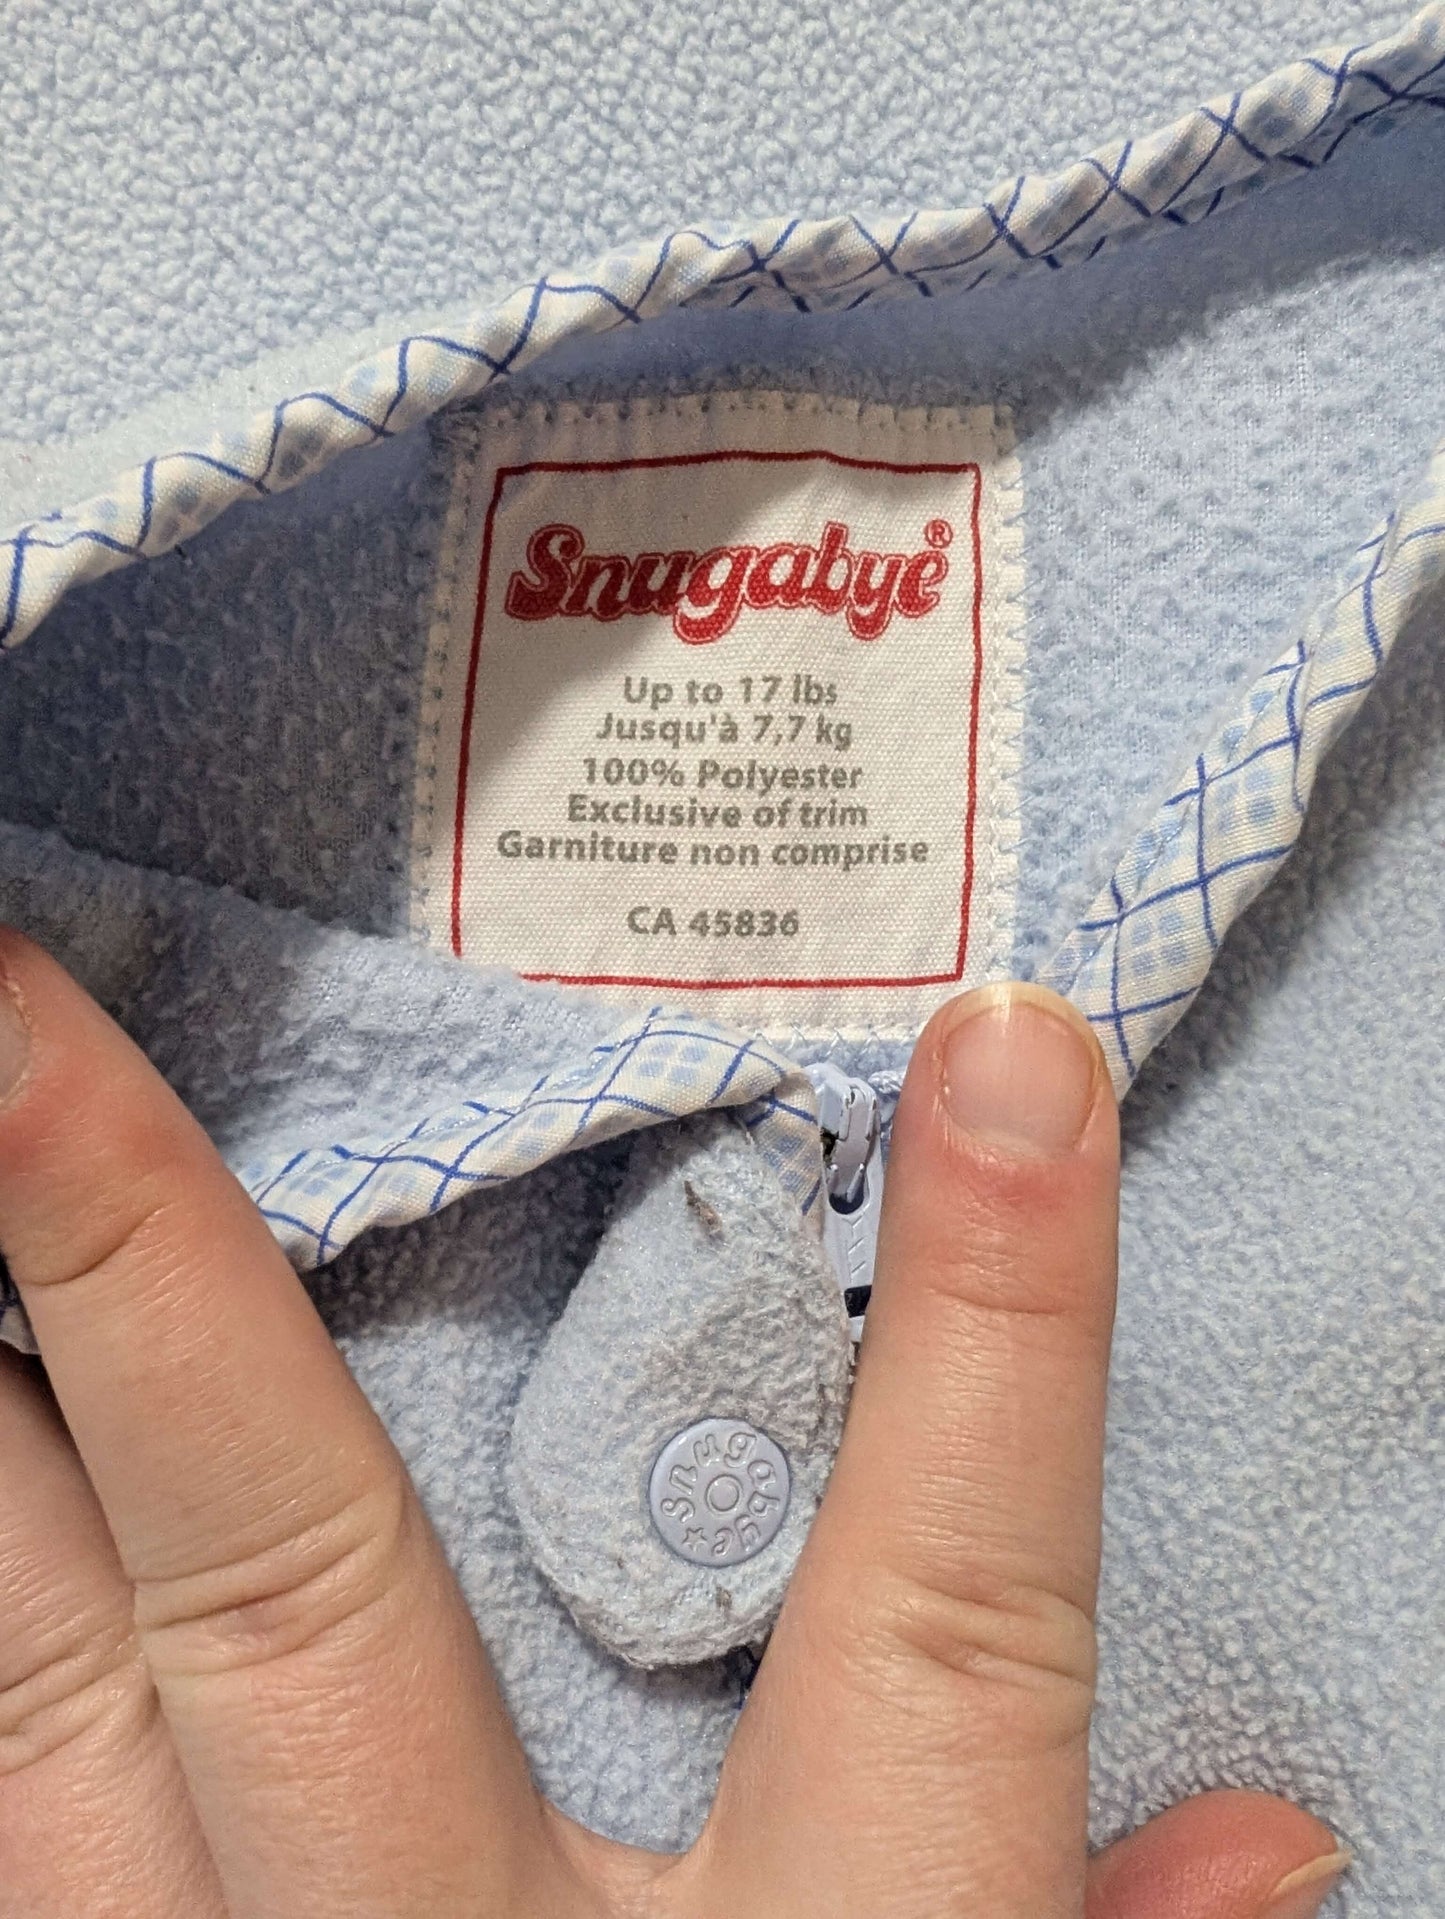 Snugabye®
Up to 17 lbs
Jusqu'à 7,7 kg
100% Polyester
Exclusive of trim
Garniture non comprise
CA 45836
Snugabye